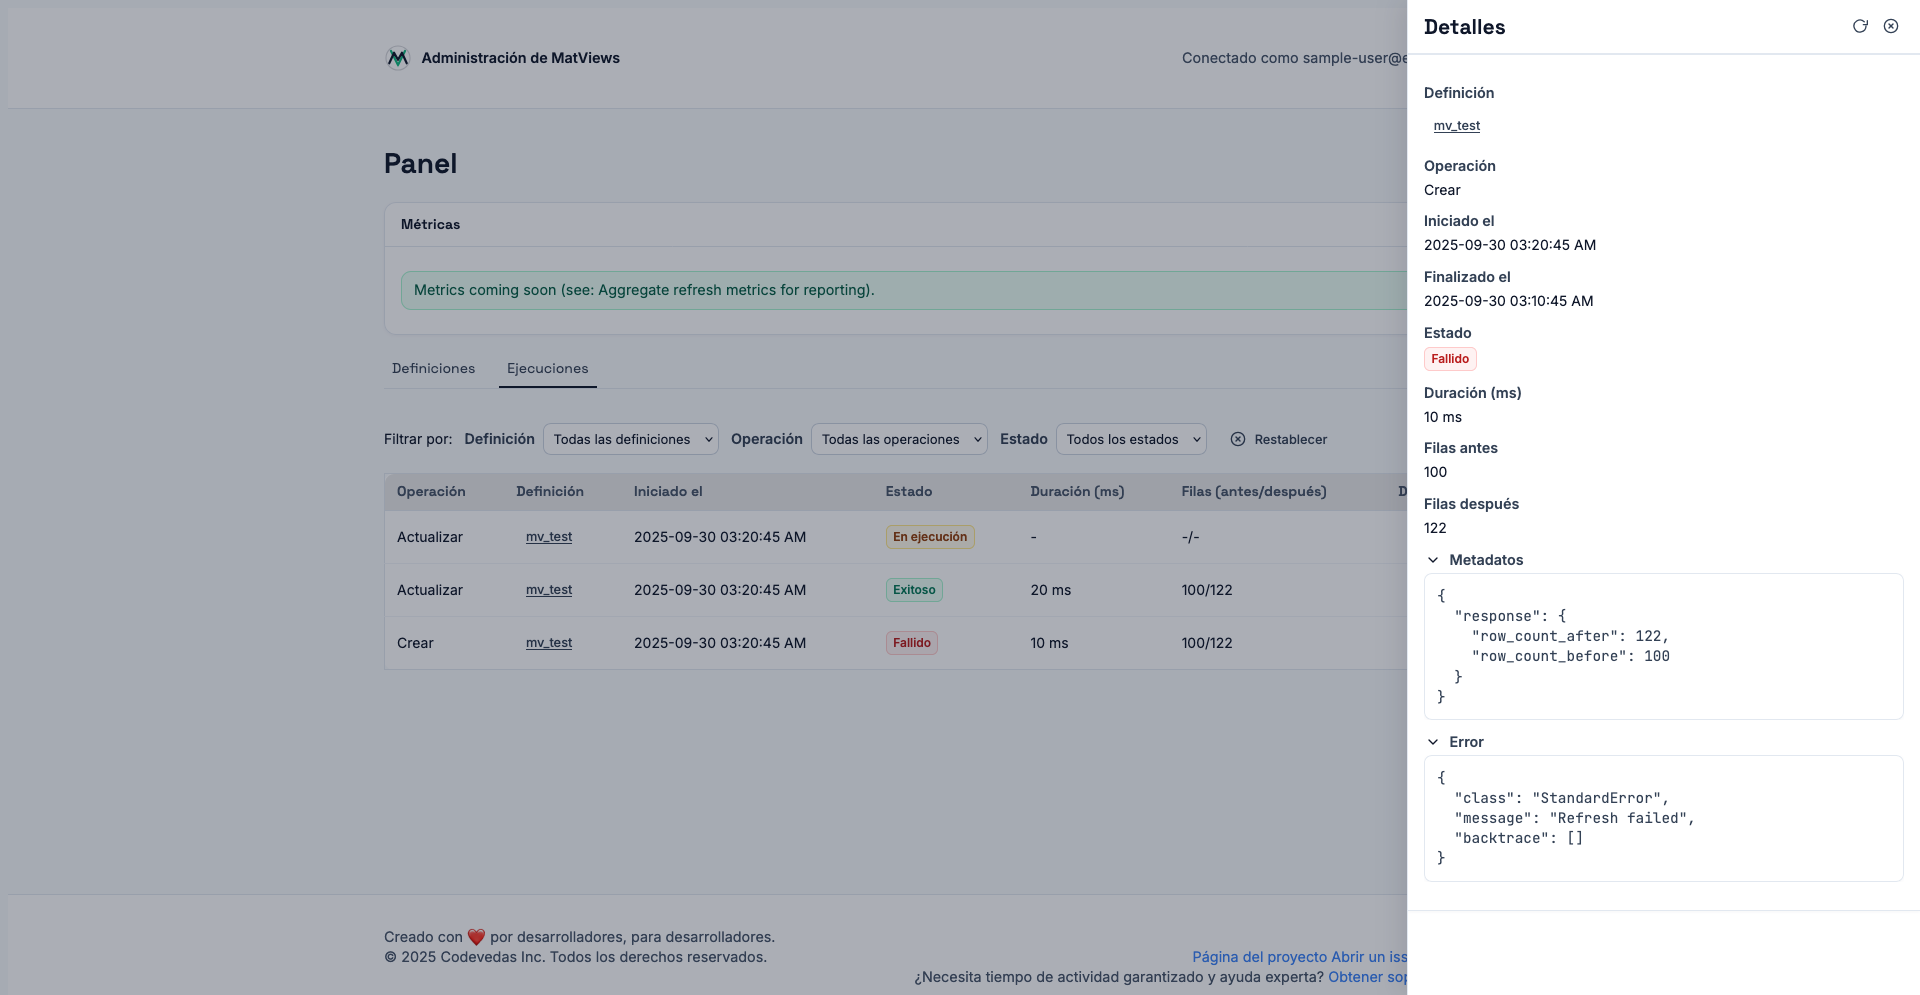 Administración de MatViews
Conectado como sample-user@e
Panel
Métricas
Metrics coming soon (see: Aggregate refresh metrics for reporting).
Definiciones Ejecuciones
Filtrar por: Definición Todas las definiciones Operación Todas las operaciones Estado Todos los estados Restablecer
Operación Definición Iniciado el Estado Duración (ms) Filas (antes/después) D
Actualizar mv_test 2025-09-30 03:20:45 AM En ejecución - -/-
Actualizar mv_test 2025-09-30 03:20:45 AM Exitoso 20 ms 100/122
Crear mv_test 2025-09-30 03:20:45 AM Fallido 10 ms 100/122
Creado con ❤️ por desarrolladores, para desarrolladores.
© 2025 Codevedas Inc. Todos los derechos reservados.
Página del proyecto Abrir un iss
¿Necesita tiempo de actividad garantizado y ayuda experta? Obtener sop
Detalles
Definición
mv_test
Operación
Crear
Iniciado el
2025-09-30 03:20:45 AM
Finalizado el
2025-09-30 03:10:45 AM
Estado
Fallido
Duración (ms)
10 ms
Filas antes
100
Filas después
122
Metadatos
{
  "response": {
    "row_count_after": 122,
    "row_count_before": 100
  }
}
Error
{
  "class": "StandardError",
  "message": "Refresh failed",
  "backtrace": []
}